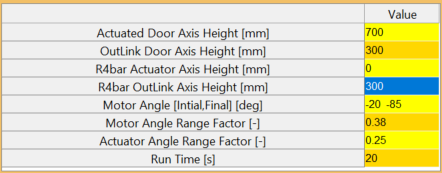 Value
Actuated Door Axis Height [mm] 700
OutLink Door Axis Height [mm] 300
R4bar Actuator Axis Height [mm] 0
R4bar OutLink Axis Height [mm] 300
Motor Angle [Intial,Final] [deg] -20 -85
Motor Angle Range Factor [-] 0.38
Actuator Angle Range Factor [-] 0.25
Run Time [s] 20